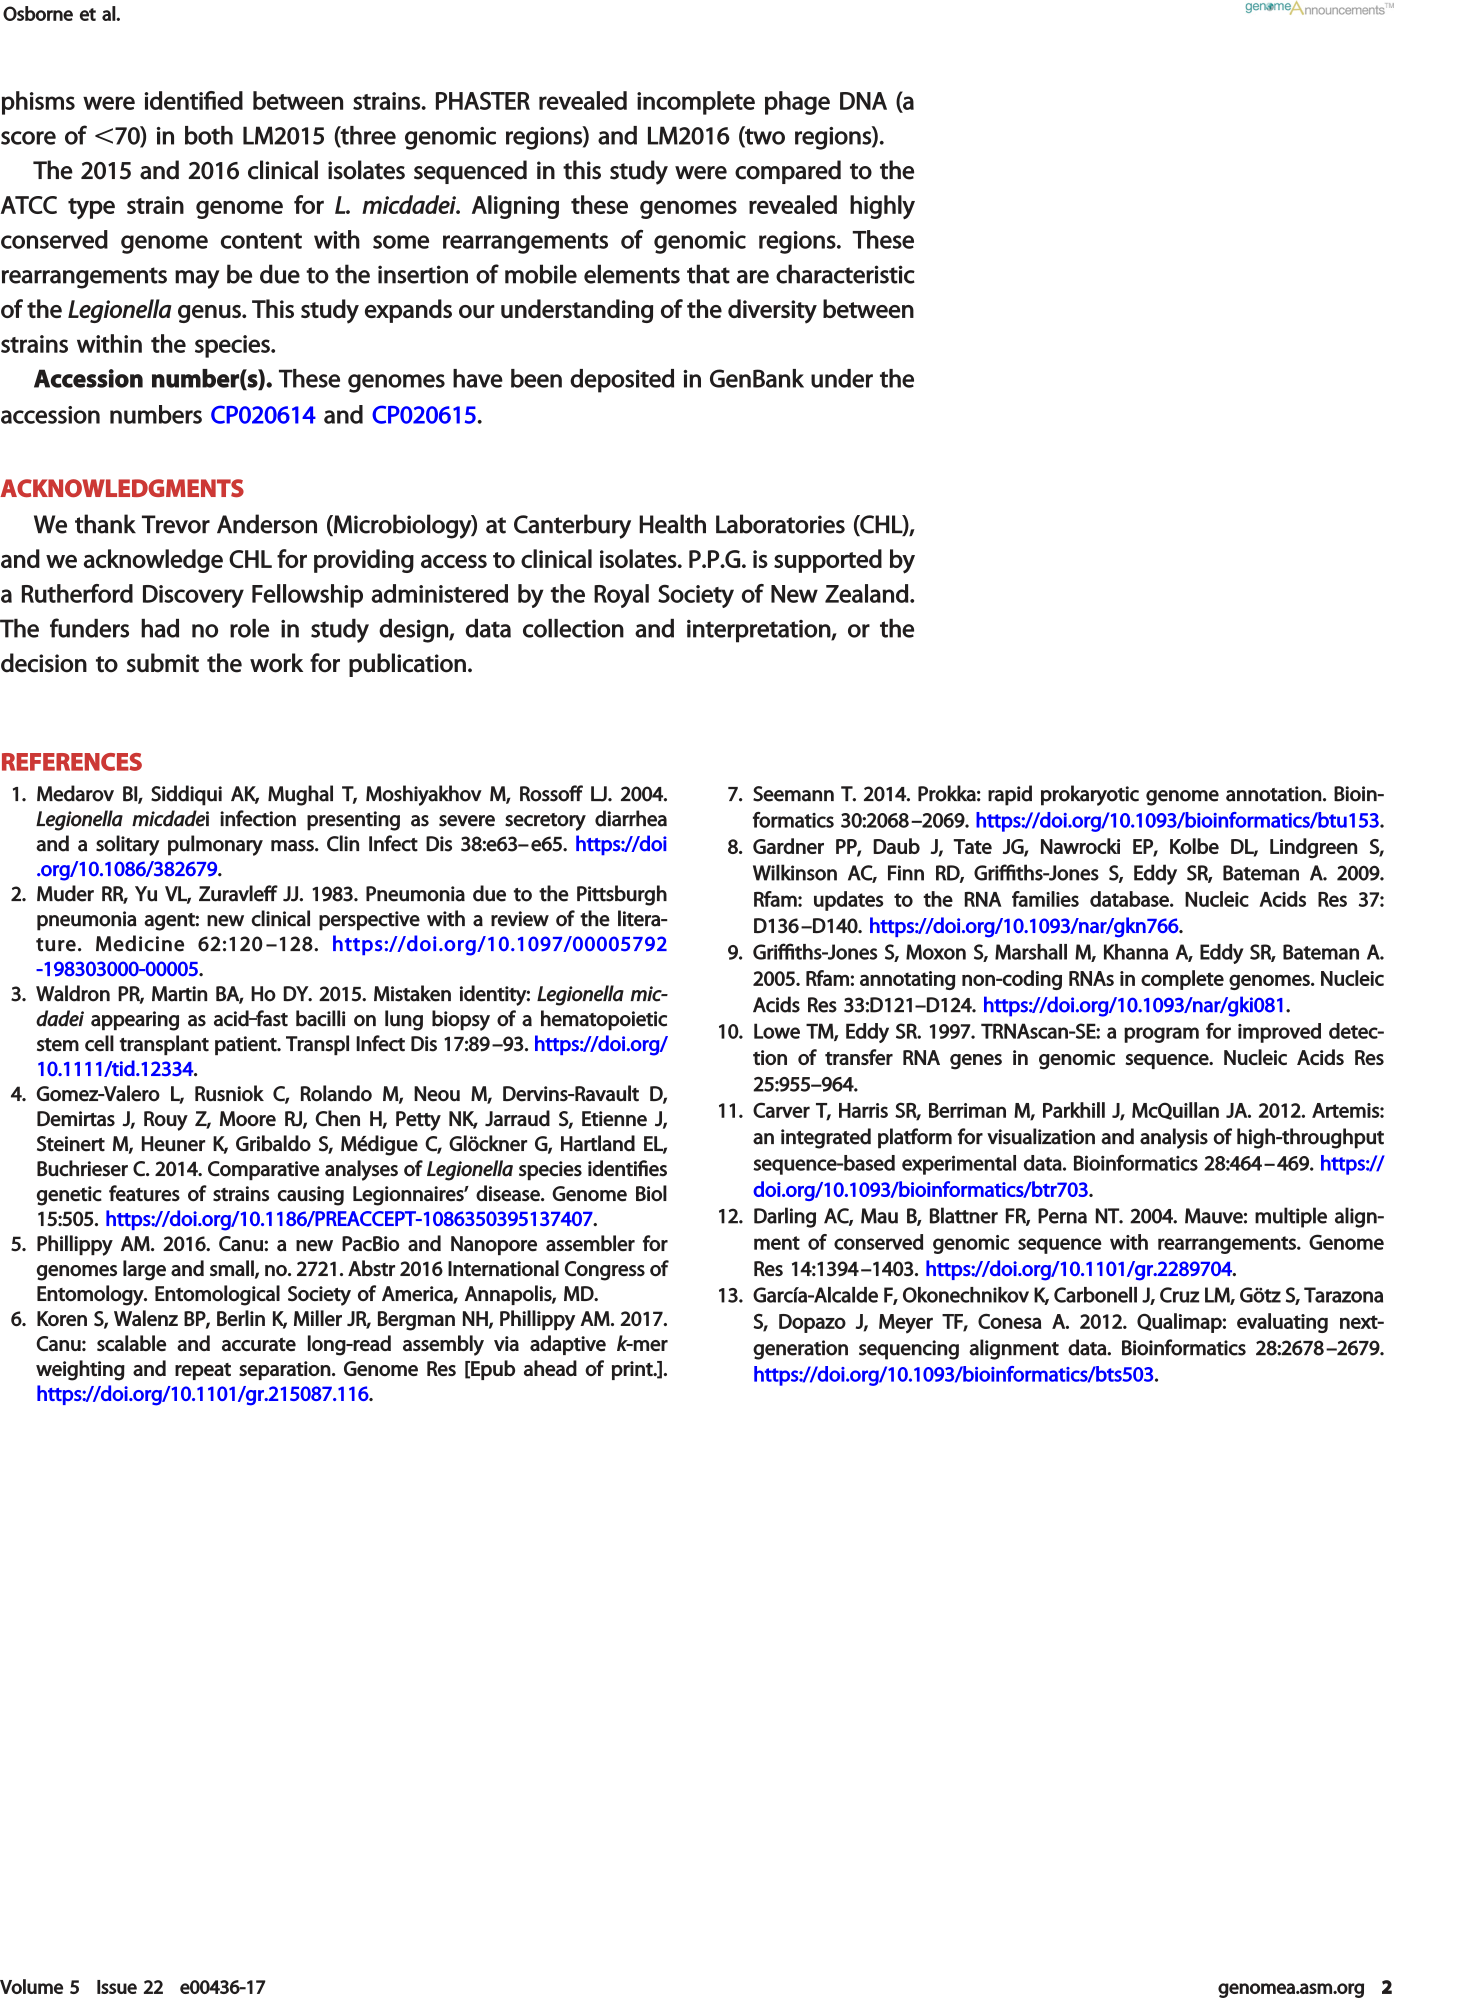 Osborne et al.
genomeAnnouncements™
phisms were identified between strains. PHASTER revealed incomplete phage DNA (a
score of <70) in both LM2015 (three genomic regions) and LM2016 (two regions).
The 2015 and 2016 clinical isolates sequenced in this study were compared to the
ATCC type strain genome for L. micdadei. Aligning these genomes revealed highly
conserved genome content with some rearrangements of genomic regions. These
rearrangements may be due to the insertion of mobile elements that are characteristic
of the Legionella genus. This study expands our understanding of the diversity between
strains within the species.
Accession number(s). These genomes have been deposited in GenBank under the
accession numbers CP020614 and CP020615.
ACKNOWLEDGMENTS
We thank Trevor Anderson (Microbiology) at Canterbury Health Laboratories (CHL),
and we acknowledge CHL for providing access to clinical isolates. P.P.G. is supported by
a Rutherford Discovery Fellowship administered by the Royal Society of New Zealand.
The funders had no role in study design, data collection and interpretation, or the
decision to submit the work for publication.
REFERENCES
1. Medarov BI, Siddiqui AK, Mughal T, Moshiyakhov M, Rossoff LJ. 2004.
Legionella micdadei infection presenting as severe secretory diarrhea
and a solitary pulmonary mass. Clin Infect Dis 38:e63–e65. https://doi
.org/10.1086/382679.
2. Muder RR, Yu VL, Zuravleff JJ. 1983. Pneumonia due to the Pittsburgh
pneumonia agent: new clinical perspective with a review of the litera-
ture. Medicine 62:120–128. https://doi.org/10.1097/00005792
-198303000-00005.
3. Waldron PR, Martin BA, Ho DY. 2015. Mistaken identity: Legionella mic-
dadei appearing as acid-fast bacilli on lung biopsy of a hematopoietic
stem cell transplant patient. Transpl Infect Dis 17:89–93. https://doi.org/
10.1111/tid.12334.
4. Gomez-Valero L, Rusniok C, Rolando M, Neou M, Dervins-Ravault D,
Demirtas J, Rouy Z, Moore RJ, Chen H, Petty NK, Jarraud S, Etienne J,
Steinert M, Heuner K, Gribaldo S, Médigue C, Glöckner G, Hartland EL,
Buchrieser C. 2014. Comparative analyses of Legionella species identifies
genetic features of strains causing Legionnaires’ disease. Genome Biol
15:505. https://doi.org/10.1186/PREACCEPT-1086350395137407.
5. Phillippy AM. 2016. Canu: a new PacBio and Nanopore assembler for
genomes large and small, no. 2721. Abstr 2016 International Congress of
Entomology. Entomological Society of America, Annapolis, MD.
6. Koren S, Walenz BP, Berlin K, Miller JR, Bergman NH, Phillippy AM. 2017.
Canu: scalable and accurate long-read assembly via adaptive k-mer
weighting and repeat separation. Genome Res [Epub ahead of print.].
https://doi.org/10.1101/gr.215087.116.
7. Seemann T. 2014. Prokka: rapid prokaryotic genome annotation. Bioin-
formatics 30:2068–2069. https://doi.org/10.1093/bioinformatics/btu153.
8. Gardner PP, Daub J, Tate JG, Nawrocki EP, Kolbe DL, Lindgreen S,
Wilkinson AC, Finn RD, Griffiths-Jones S, Eddy SR, Bateman A. 2009.
Rfam: updates to the RNA families database. Nucleic Acids Res 37:
D136–D140. https://doi.org/10.1093/nar/gkn766.
9. Griffiths-Jones S, Moxon S, Marshall M, Khanna A, Eddy SR, Bateman A.
2005. Rfam: annotating non-coding RNAs in complete genomes. Nucleic
Acids Res 33:D121–D124. https://doi.org/10.1093/nar/gki081.
10. Lowe TM, Eddy SR. 1997. TRNAscan-SE: a program for improved detec-
tion of transfer RNA genes in genomic sequence. Nucleic Acids Res
25:955–964.
11. Carver T, Harris SR, Berriman M, Parkhill J, McQuillan JA. 2012. Artemis:
an integrated platform for visualization and analysis of high-throughput
sequence-based experimental data. Bioinformatics 28:464–469. https://
doi.org/10.1093/bioinformatics/btr703.
12. Darling AC, Mau B, Blattner FR, Perna NT. 2004. Mauve: multiple align-
ment of conserved genomic sequence with rearrangements. Genome
Res 14:1394–1403. https://doi.org/10.1101/gr.2289704.
13. García-Alcalde F, Okonechnikov K, Carbonell J, Cruz LM, Götz S, Tarazona
S, Dopazo J, Meyer TF, Conesa A. 2012. Qualimap: evaluating next-
generation sequencing alignment data. Bioinformatics 28:2678–2679.
https://doi.org/10.1093/bioinformatics/bts503.
Volume 5 Issue 22 e00436-17
genomea.asm.org 2